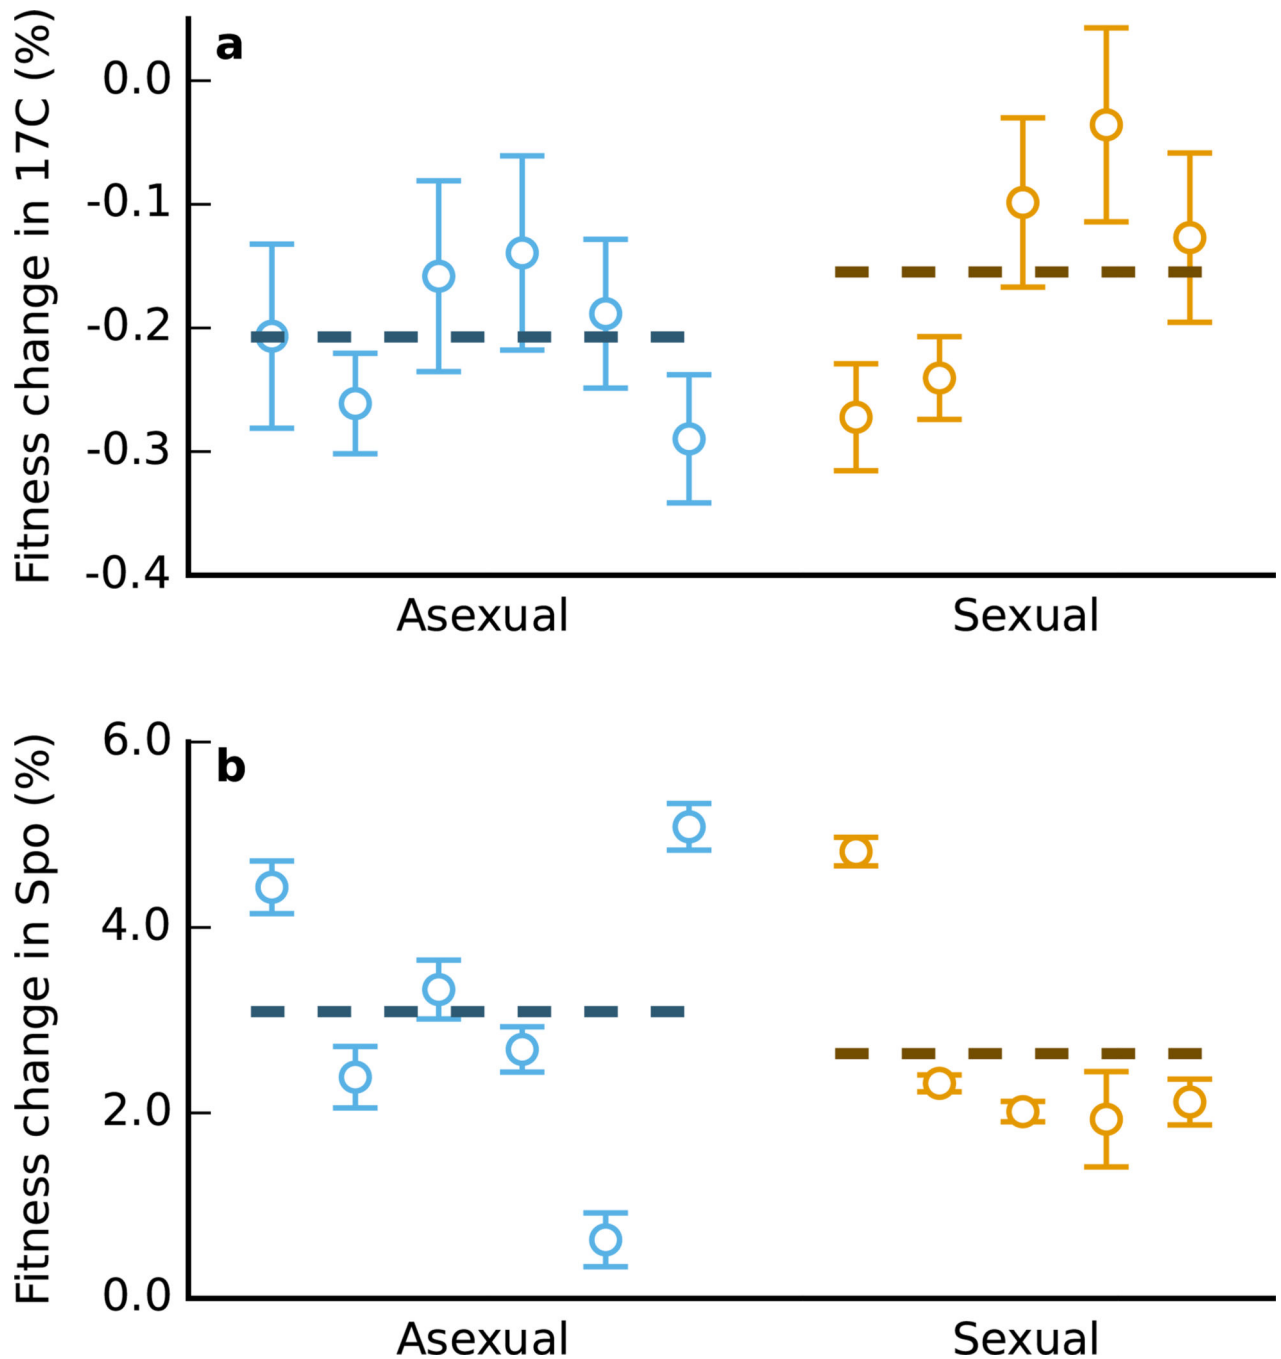 Fitness change in 17C (%)
a
0.0
-0.1
-0.2
-0.3
-0.4
Asexual Sexual
Fitness change in Spo (%)
b
6.0
4.0
2.0
0.0
Asexual Sexual